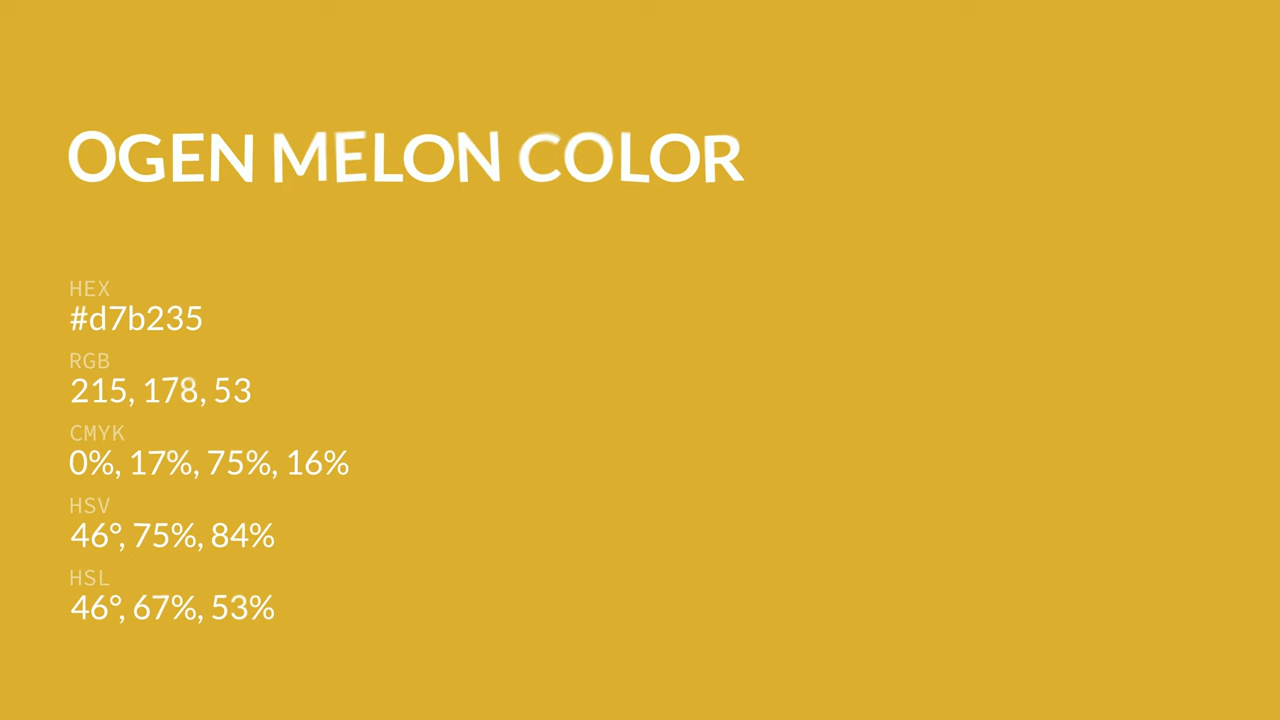 OGEN MELON COLOR
HEX
#d7b235
RGB
215, 178, 53
CMYK
0%, 17%, 75%, 16%
HSV
46°, 75%, 84%
HSL
46°, 67%, 53%